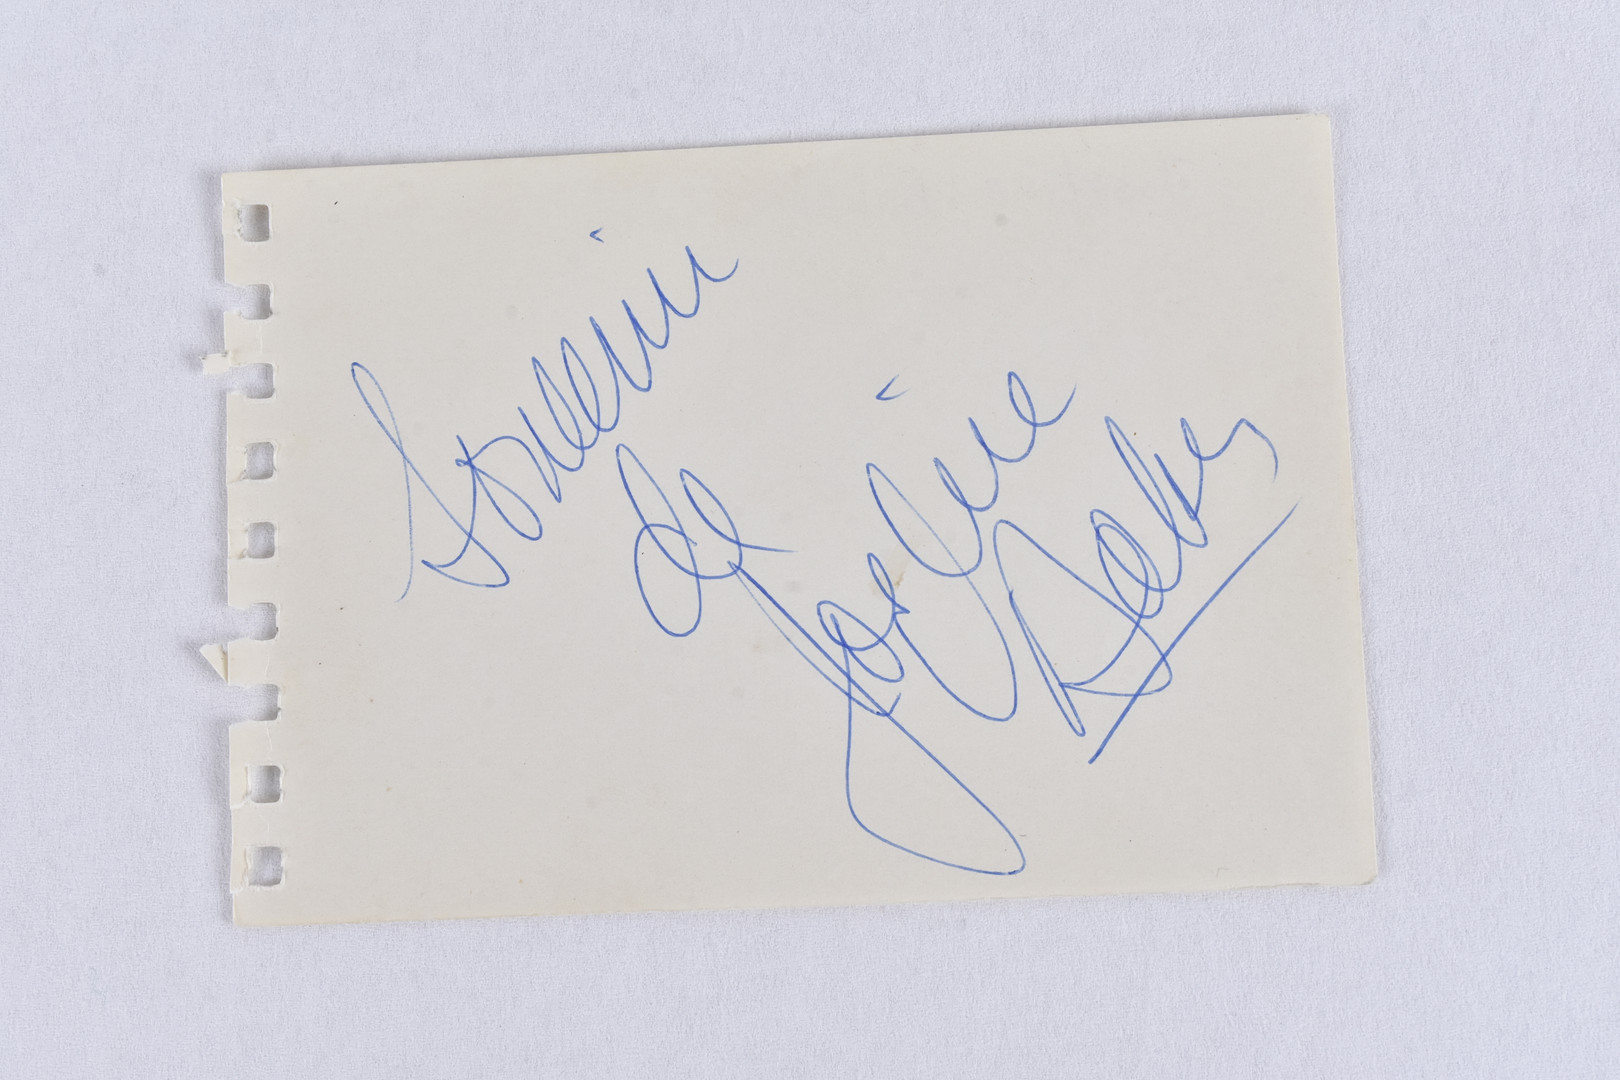 Souvenir
de
Josephine
Baker